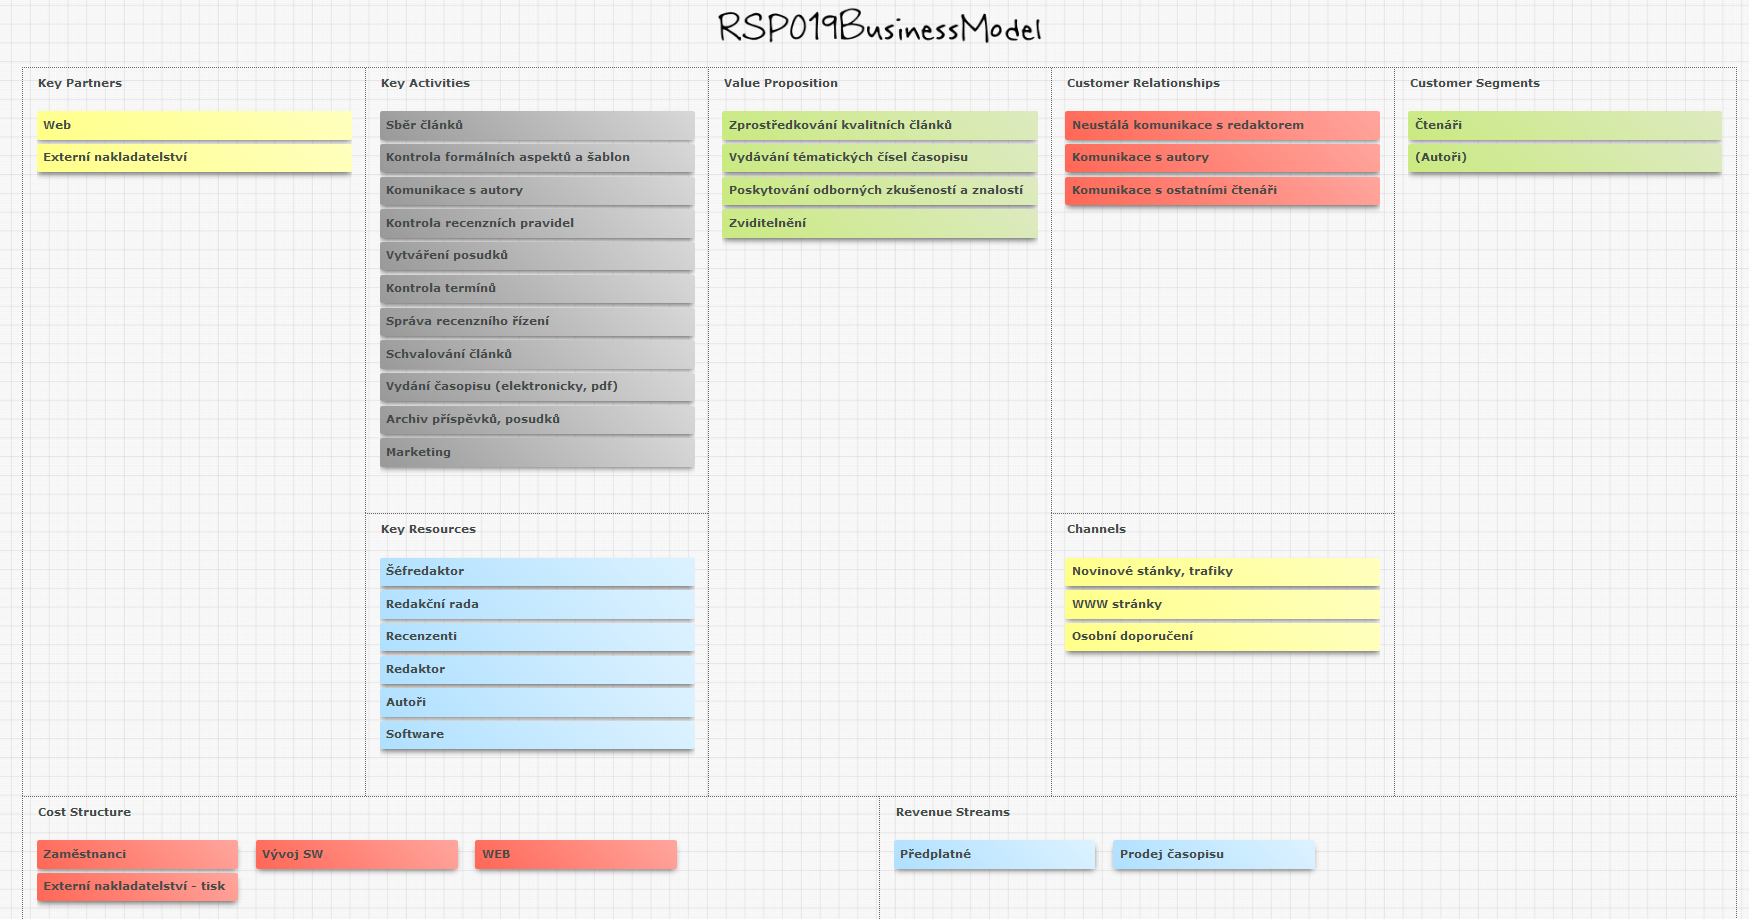 RSP019BusinessModel
Key Partners
Web
Externí nakladatelství
Key Activities
Sběr článků
Kontrola formálních aspektů a šablon
Komunikace s autory
Kontrola recenzních pravidel
Vytváření posudků
Kontrola termínů
Správa recenzního řízení
Schvalování článků
Vydání časopisu (elektronicky, pdf)
Archiv příspěvků, posudků
Marketing
Key Resources
Šéfredaktor
Redakční rada
Recenzenti
Redaktor
Autoři
Software
Value Proposition
Zprostředkování kvalitních článků
Vydávání tématických čísel časopisu
Poskytování odborných zkušeností a znalostí
Zviditelnění
Customer Relationships
Neustálá komunikace s redaktorem
Komunikace s autory
Komunikace s ostatními čtenáři
Channels
Novinové stánky, trafiky
WWW stránky
Osobní doporučení
Customer Segments
Čtenáři
(Autoři)
Cost Structure
Zaměstnanci
Vývoj SW
WEB
Externí nakladatelství - tisk
Revenue Streams
Předplatné
Prodej časopisu